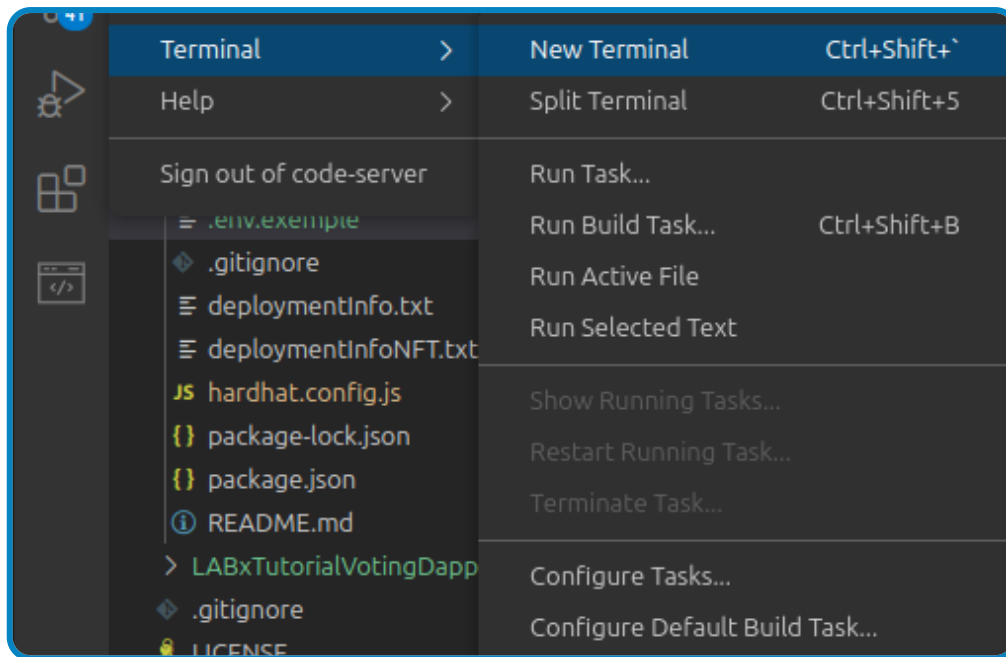 41
Terminal
Help
Sign out of code-server
.env.exemple
.gitignore
deploymentInfo.txt
deploymentInfoNFT.txt
JS hardhat.config.js
{} package-lock.json
{} package.json
README.md
LABxTutorialVotingDapp
.gitignore
LICENSE
New Terminal Ctrl+Shift+`
Split Terminal Ctrl+Shift+5
Run Task...
Run Build Task... Ctrl+Shift+B
Run Active File
Run Selected Text
Show Running Tasks...
Restart Running Task...
Terminate Task...
Configure Tasks...
Configure Default Build Task...